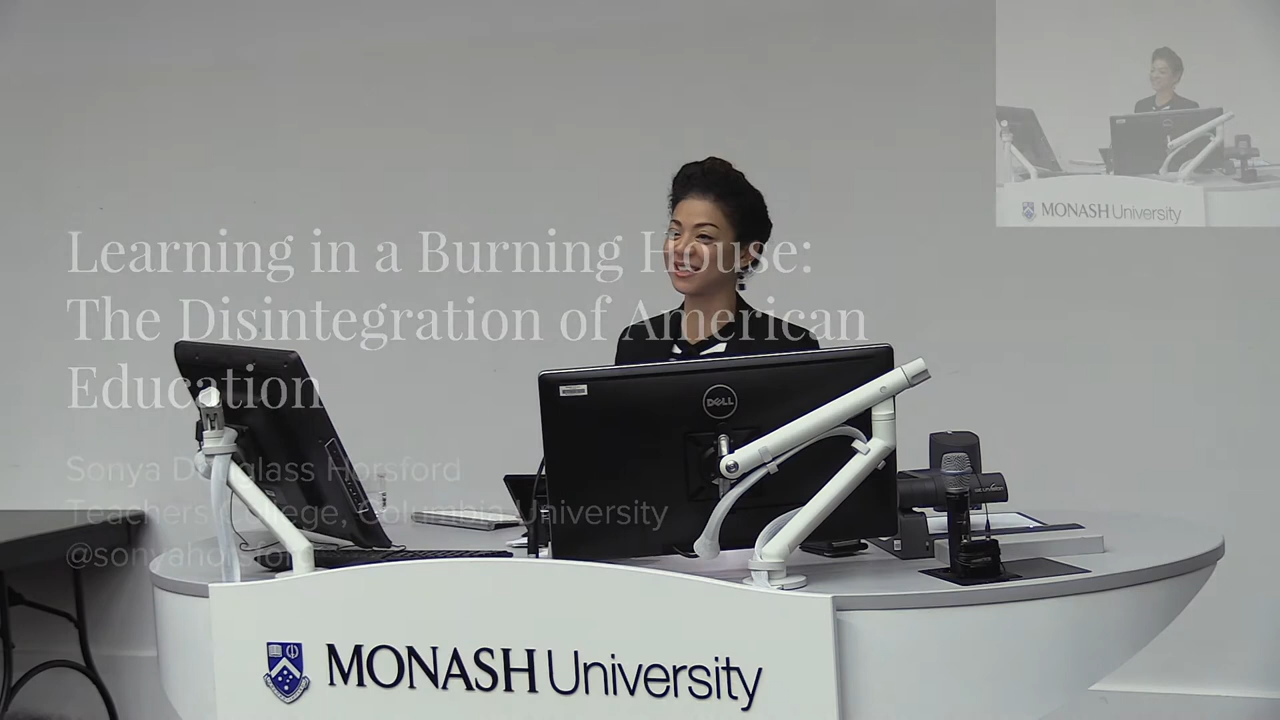 Learning in a Burning House:
The Disintegration of American
Education
Sonya Douglass Horsford
Teachers College, Columbia University
@sonyahorsford
DELL
MONASH University
MONASH University